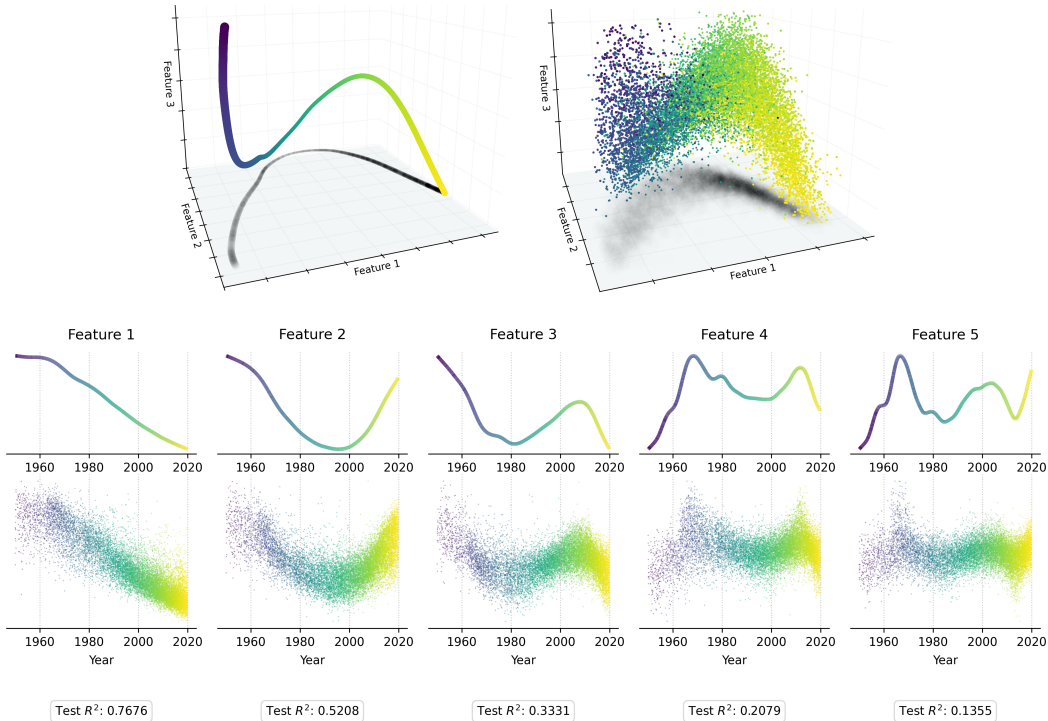 Feature 3
Feature 2
Feature 1
Feature 3
Feature 2
Feature 1
Feature 1 Feature 2 Feature 3 Feature 4 Feature 5
1960 1980 2000 2020 1960 1980 2000 2020 1960 1980 2000 2020 1960 1980 2000 2020 1960 1980 2000 2020
1960 1980 2000 2020 1960 1980 2000 2020 1960 1980 2000 2020 1960 1980 2000 2020 1960 1980 2000 2020
Year Year Year Year Year
Test R²: 0.7676 Test R²: 0.5208 Test R²: 0.3331 Test R²: 0.2079 Test R²: 0.1355